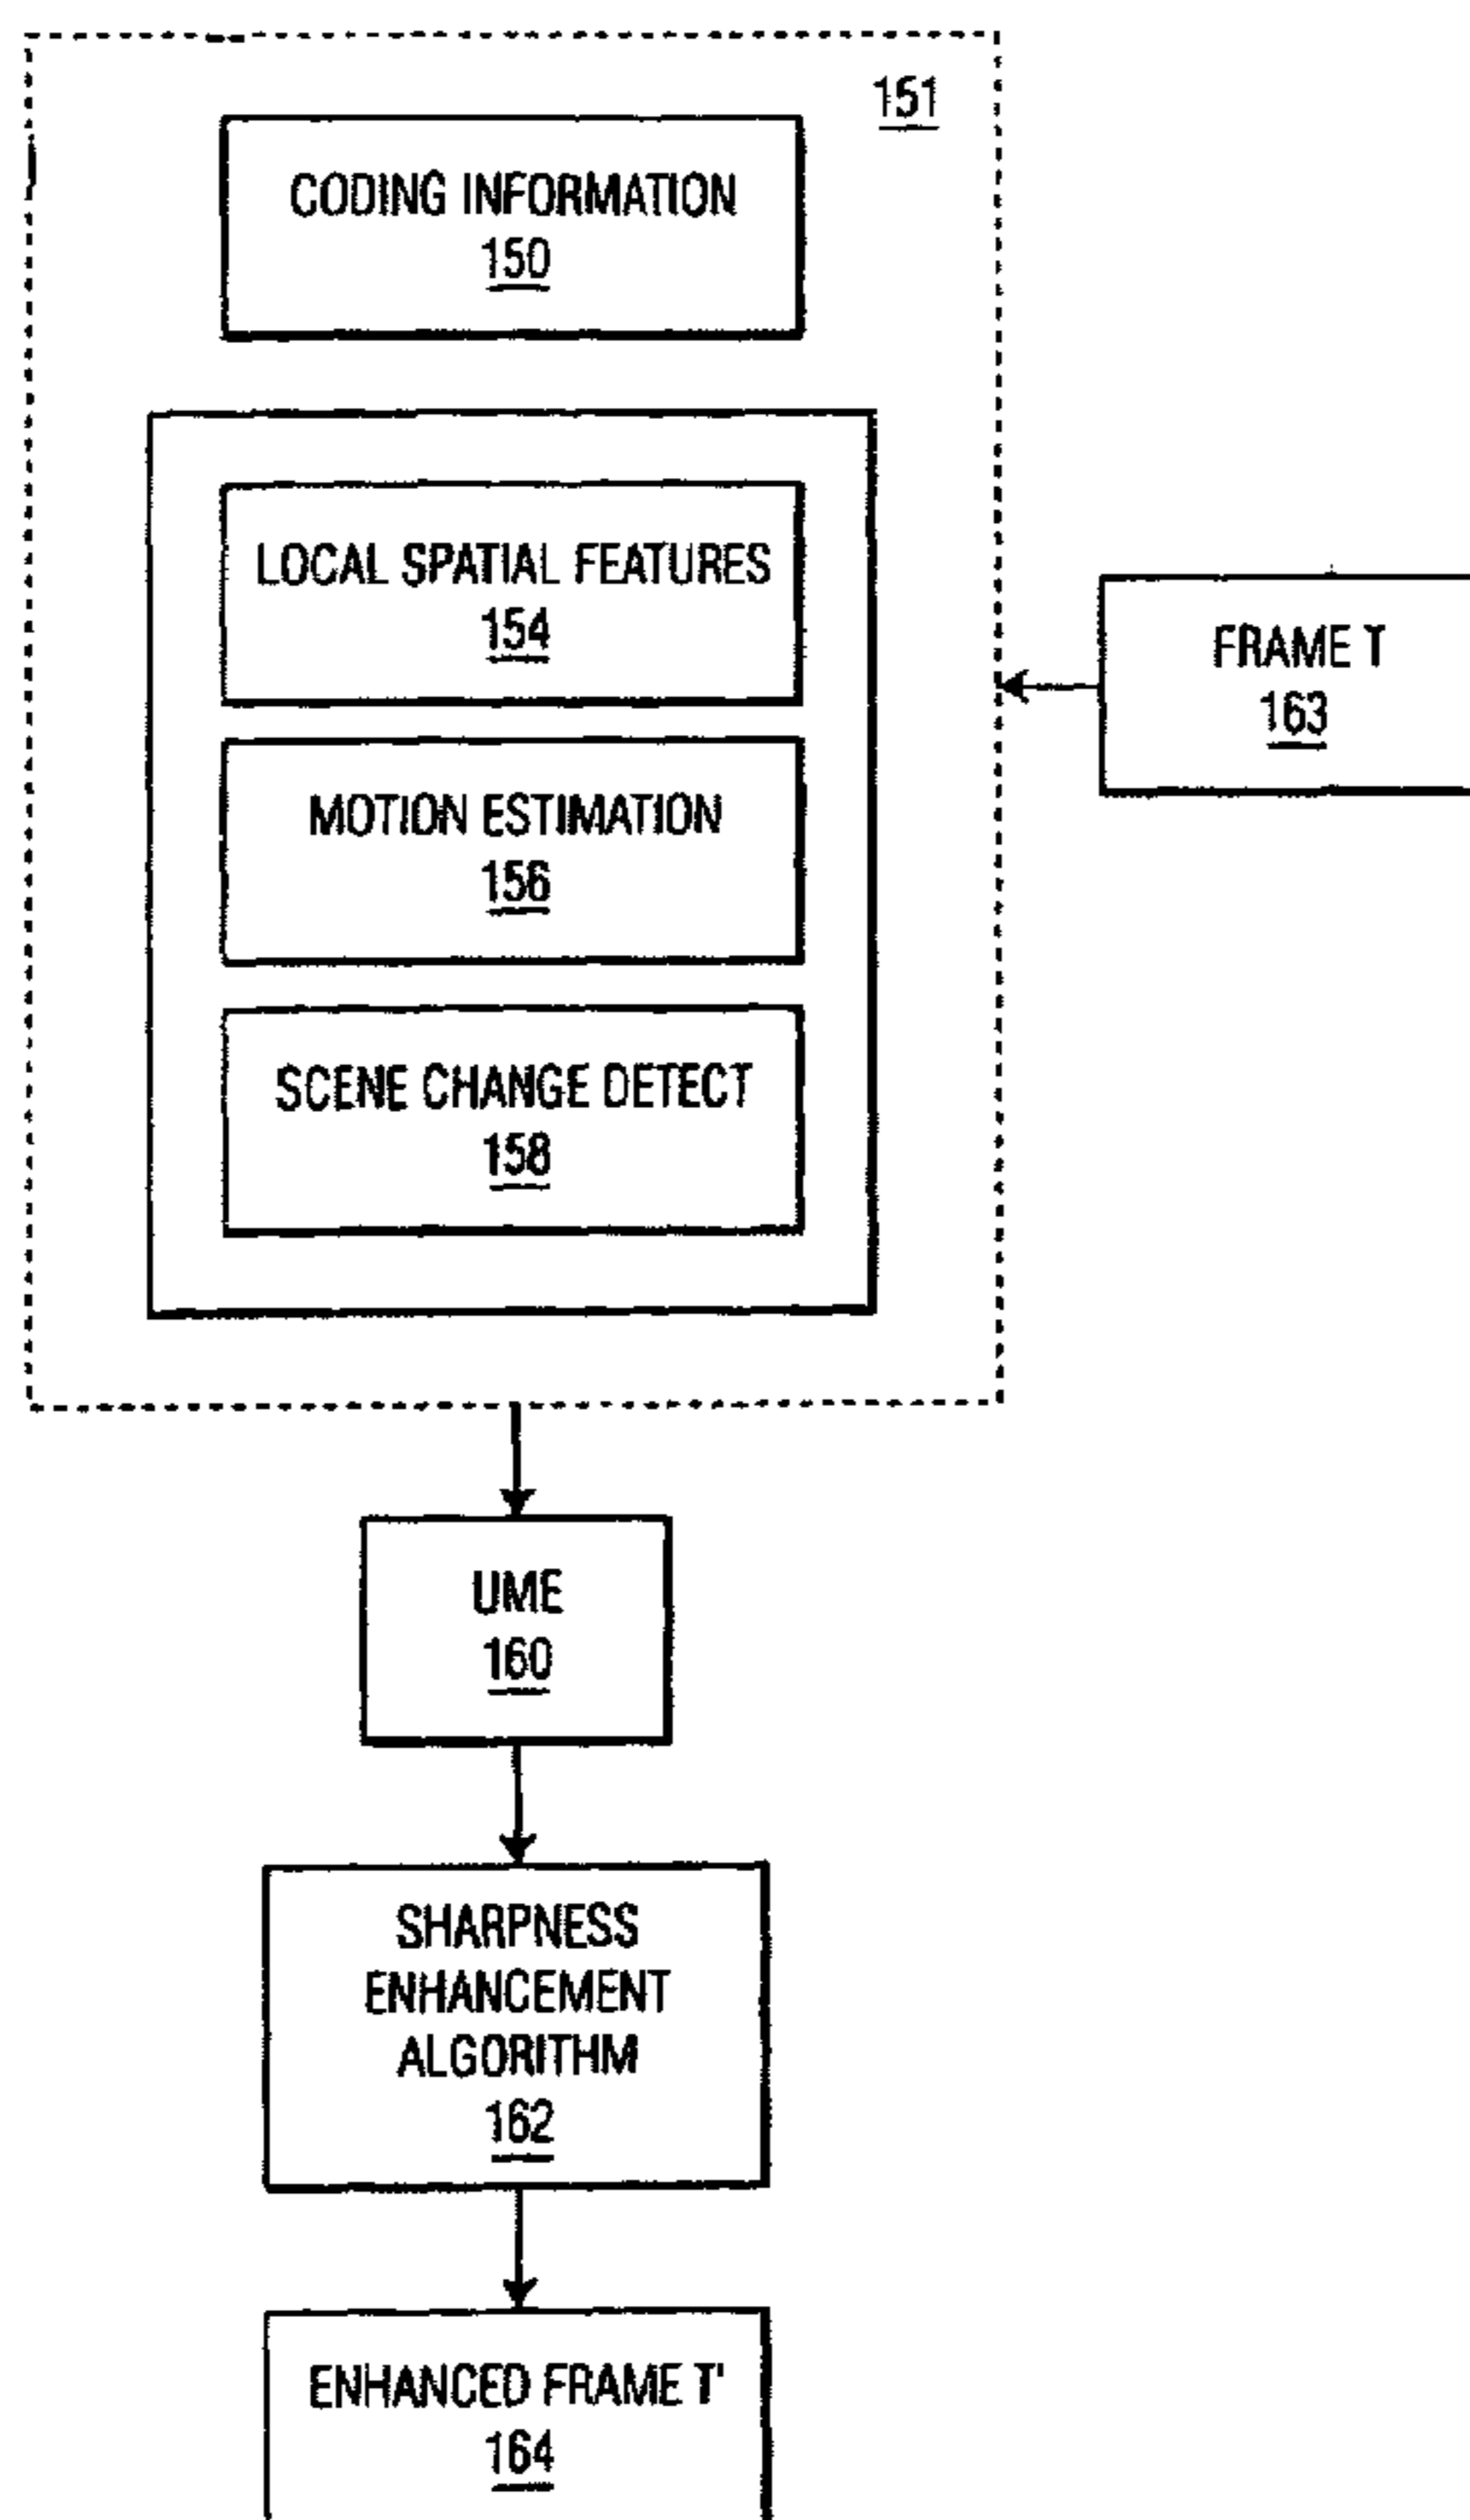 151
CODING INFORMATION
150
LOCAL SPATIAL FEATURES
154
FRAME T
163
MOTION ESTIMATION
156
SCENE CHANGE DETECT
158
UME
160
SHARPNESS
ENHANCEMENT
ALGORITHM
162
ENHANCED FRAME T'
164